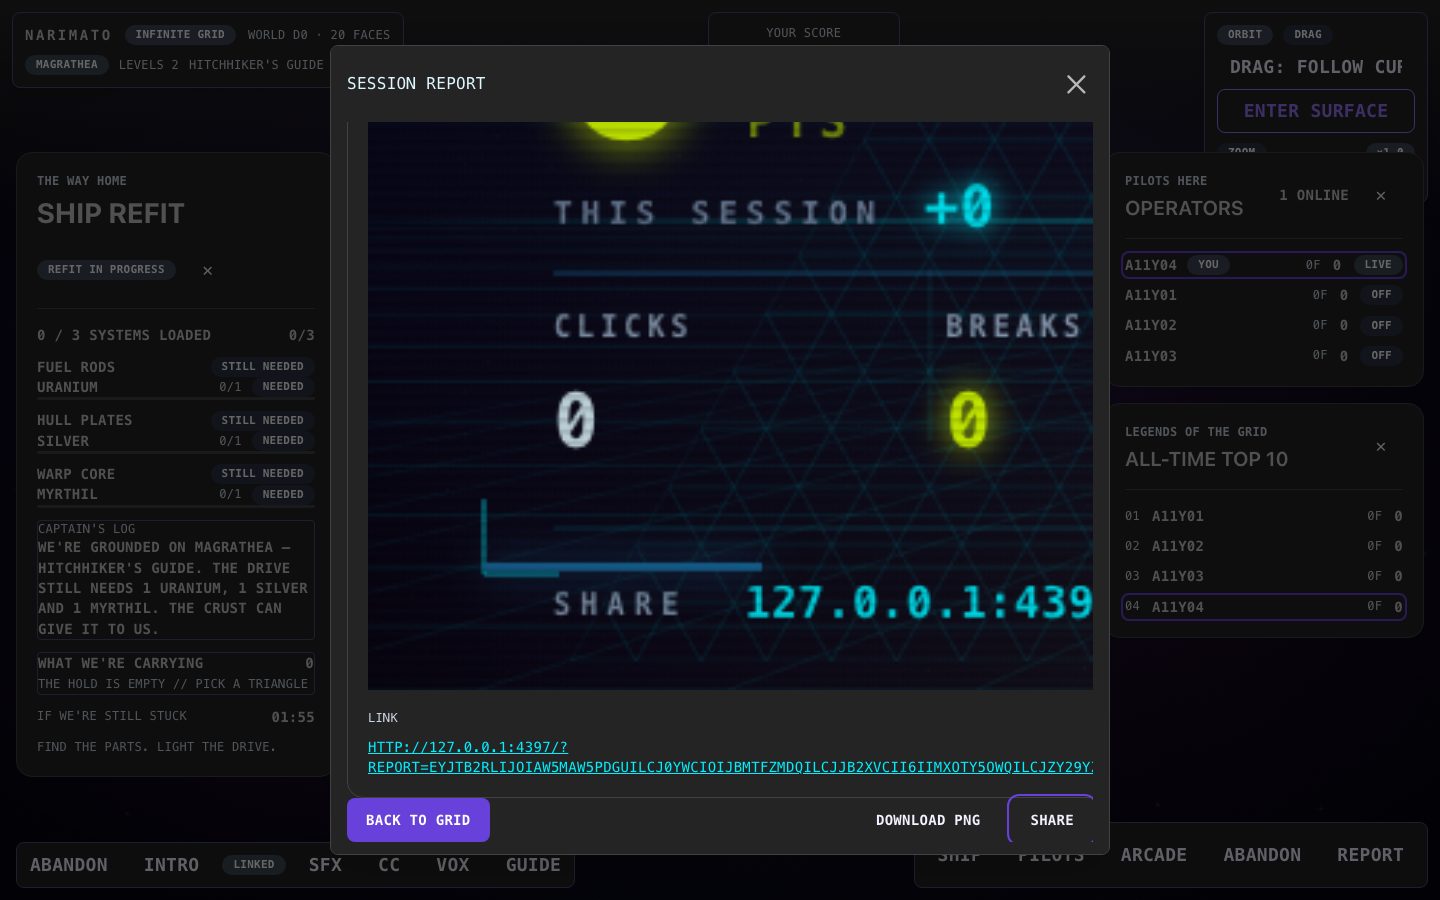 NARIMATO INFINITE GRID WORLD D0 · 20 FACES
MAGRATHEA LEVELS 2 HITCHHIKER'S GUIDE
YOUR SCORE
ORBIT DRAG
DRAG: FOLLOW CUR
ENTER SURFACE
ZOOM ×1.0
SESSION REPORT
PTS
THIS SESSION +0
CLICKS BREAKS
0 0
SHARE 127.0.0.1:439
LINK
HTTP://127.0.0.1:4397/?
REPORT=EYJTB2RLIJOIAW5MAW5PDGUILCJ0YWCIOIJBMTFZMDQILCJJB2XVCII6IIMXOTY5OWQILCJZY29Y
BACK TO GRID DOWNLOAD PNG SHARE
THE WAY HOME
SHIP REFIT
REFIT IN PROGRESS ×
0 / 3 SYSTEMS LOADED 0/3
FUEL RODS STILL NEEDED
URANIUM 0/1 NEEDED
HULL PLATES STILL NEEDED
SILVER 0/1 NEEDED
WARP CORE STILL NEEDED
MYRTHIL 0/1 NEEDED
CAPTAIN'S LOG
WE'RE GROUNDED ON MAGRATHEA —
HITCHHIKER'S GUIDE. THE DRIVE
STILL NEEDS 1 URANIUM, 1 SILVER
AND 1 MYRTHIL. THE CRUST CAN
GIVE IT TO US.
WHAT WE'RE CARRYING 0
THE HOLD IS EMPTY // PICK A TRIANGLE
IF WE'RE STILL STUCK 01:55
FIND THE PARTS. LIGHT THE DRIVE.
PILOTS HERE
OPERATORS 1 ONLINE ×
A11Y04 YOU 0F 0 LIVE
A11Y01 0F 0 OFF
A11Y02 0F 0 OFF
A11Y03 0F 0 OFF
LEGENDS OF THE GRID
ALL-TIME TOP 10 ×
01 A11Y01 0F 0
02 A11Y02 0F 0
03 A11Y03 0F 0
04 A11Y04 0F 0
ABANDON INTRO LINKED SFX CC VOX GUIDE
SHIP PILOTS ARCADE ABANDON REPORT